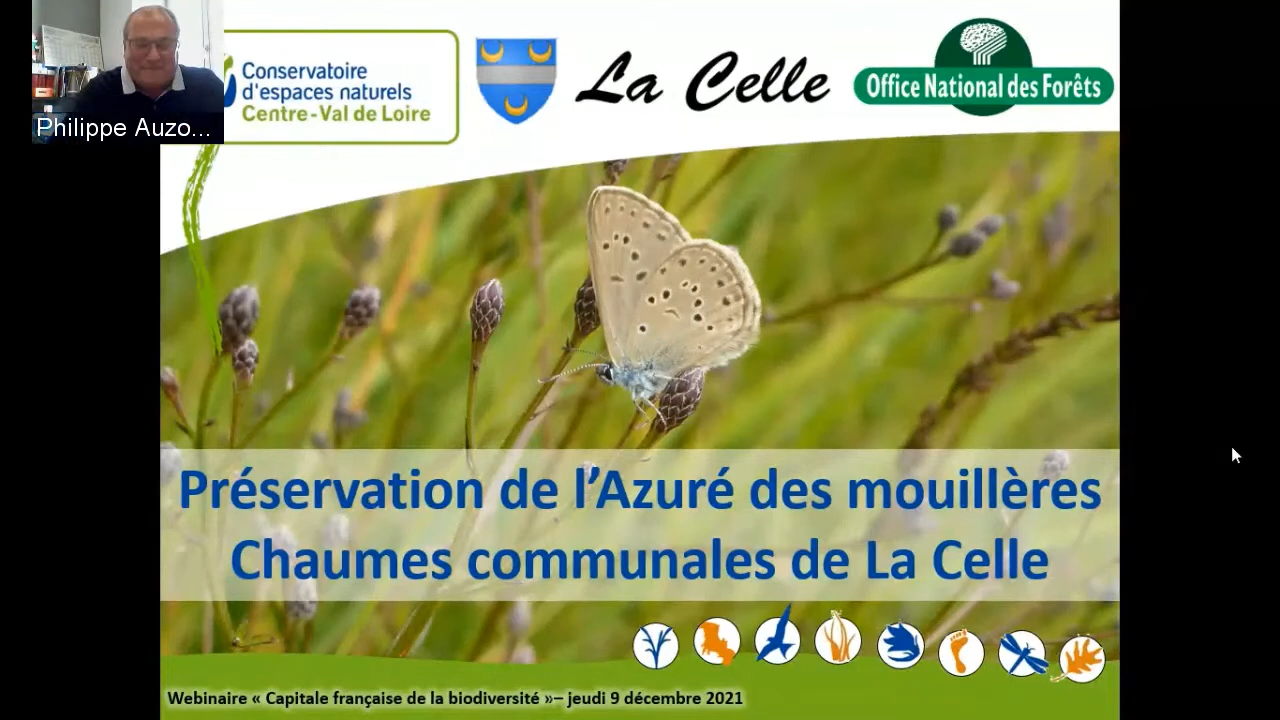 Philippe Auzo...
Conservatoire
d'espaces naturels
Centre-Val de Loire
La Celle
Office National des Forêts
Préservation de l'Azuré des mouillères
Chaumes communales de La Celle
Webinaire « Capitale française de la biodiversité »– jeudi 9 décembre 2021